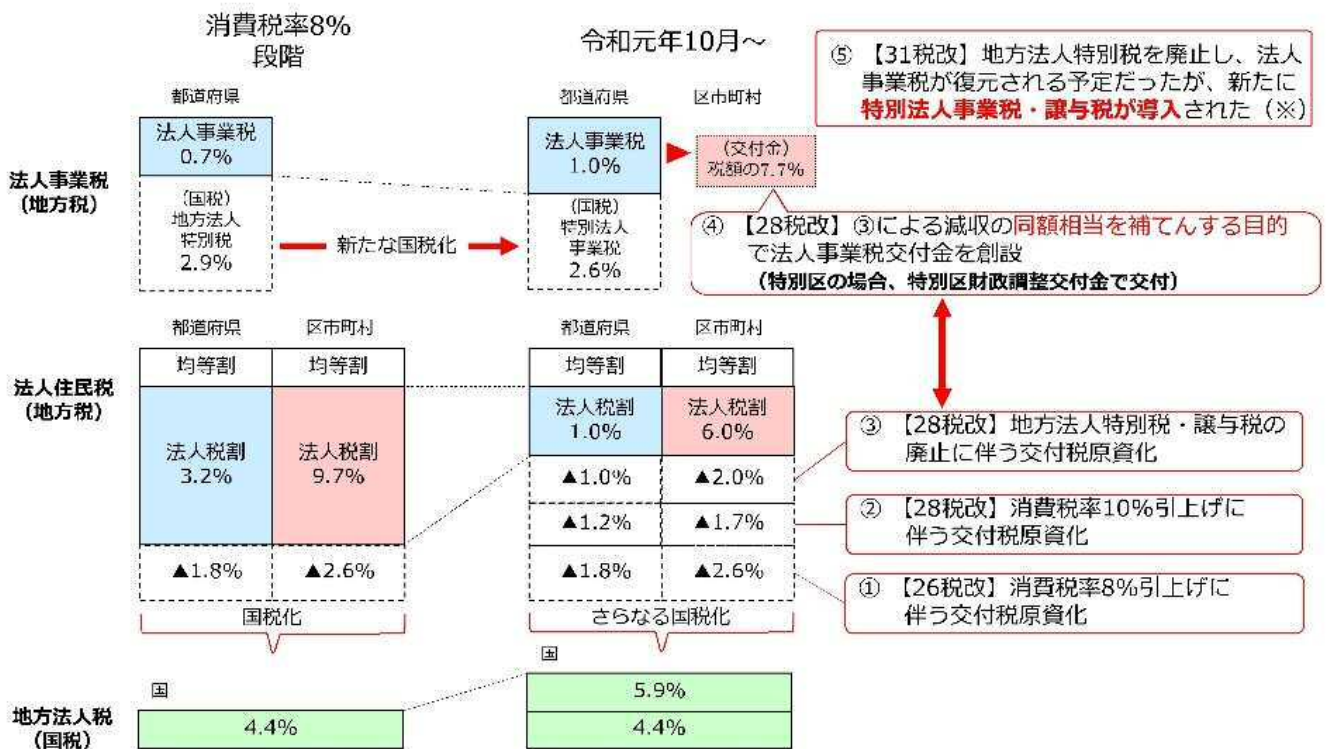 消費税率8%
段階
令和元年10月～
⑤ 【31税改】地方法人特別税を廃止し、法人
事業税が復元される予定だったが、新たに
特別法人事業税・譲与税が導入された（※）
都道府県
都道府県
区市町村
法人事業税
（地方税）
法人事業税
0.7%
（国税）
地方法人
特別税
2.9%
新たな国税化
法人事業税
1.0%
（国税）
特別法人
事業税
2.6%
（交付金）
税額の7.7%
④ 【28税改】③による減収の同額相当を補てんする目的
で法人事業税交付金を創設
（特別区の場合、特別区財政調整交付金で交付）
都道府県
区市町村
都道府県
区市町村
法人住民税
（地方税）
均等割
均等割
均等割
均等割
法人税割
3.2%
法人税割
9.7%
法人税割
1.0%
法人税割
6.0%
▲1.0%
▲2.0%
▲1.2%
▲1.7%
▲1.8%
▲2.6%
▲1.8%
▲2.6%
③ 【28税改】地方法人特別税・譲与税の
廃止に伴う交付税原資化
② 【28税改】消費税率10%引上げに
伴う交付税原資化
① 【26税改】消費税率8%引上げに
伴う交付税原資化
国税化
さらなる国税化
地方法人税
（国税）
国
4.4%
国
5.9%
4.4%